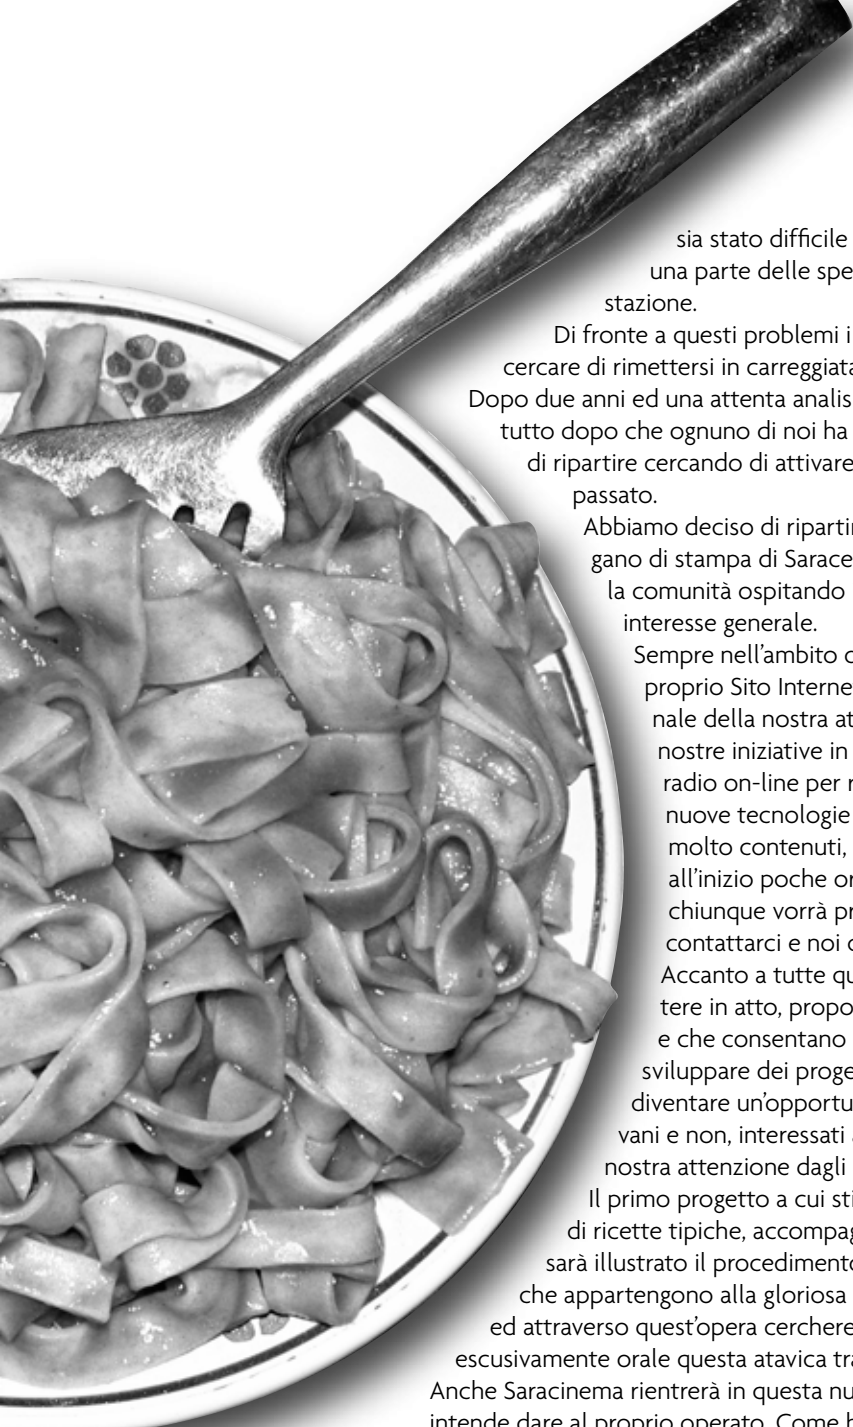 sia stato difficile
una parte delle spe
stazione.
Di fronte a questi problemi i
cercare di rimettersi in carreggiata
Dopo due anni ed una attenta analis
tutto dopo che ognuno di noi ha
di ripartire cercando di attivare
passato.
Abbiamo deciso di ripartir
gano di stampa di Sarace
la comunità ospitando
interesse generale.
Sempre nell'ambito
proprio Sito Interne
nale della nostra at
nostre iniziative in
radio on-line per
nuove tecnologie
molto contenuti,
all'inizio poche or
chiunque vorrà pr
contattarci e noi
Accanto a tutte qu
tere in atto, propo
e che consentano
sviluppare dei proge
diventare un'opportu
vani e non, interessati
nostra attenzione dagli
Il primo progetto a cui sti
di ricette tipiche, accompag
sarà illustrato il procedimento
che appartengono alla gloriosa
ed attraverso quest'opera cerchere
escusivamente orale questa atavica tra
Anche Saracinema rientrerà in questa nu
intende dare al proprio operato. Come